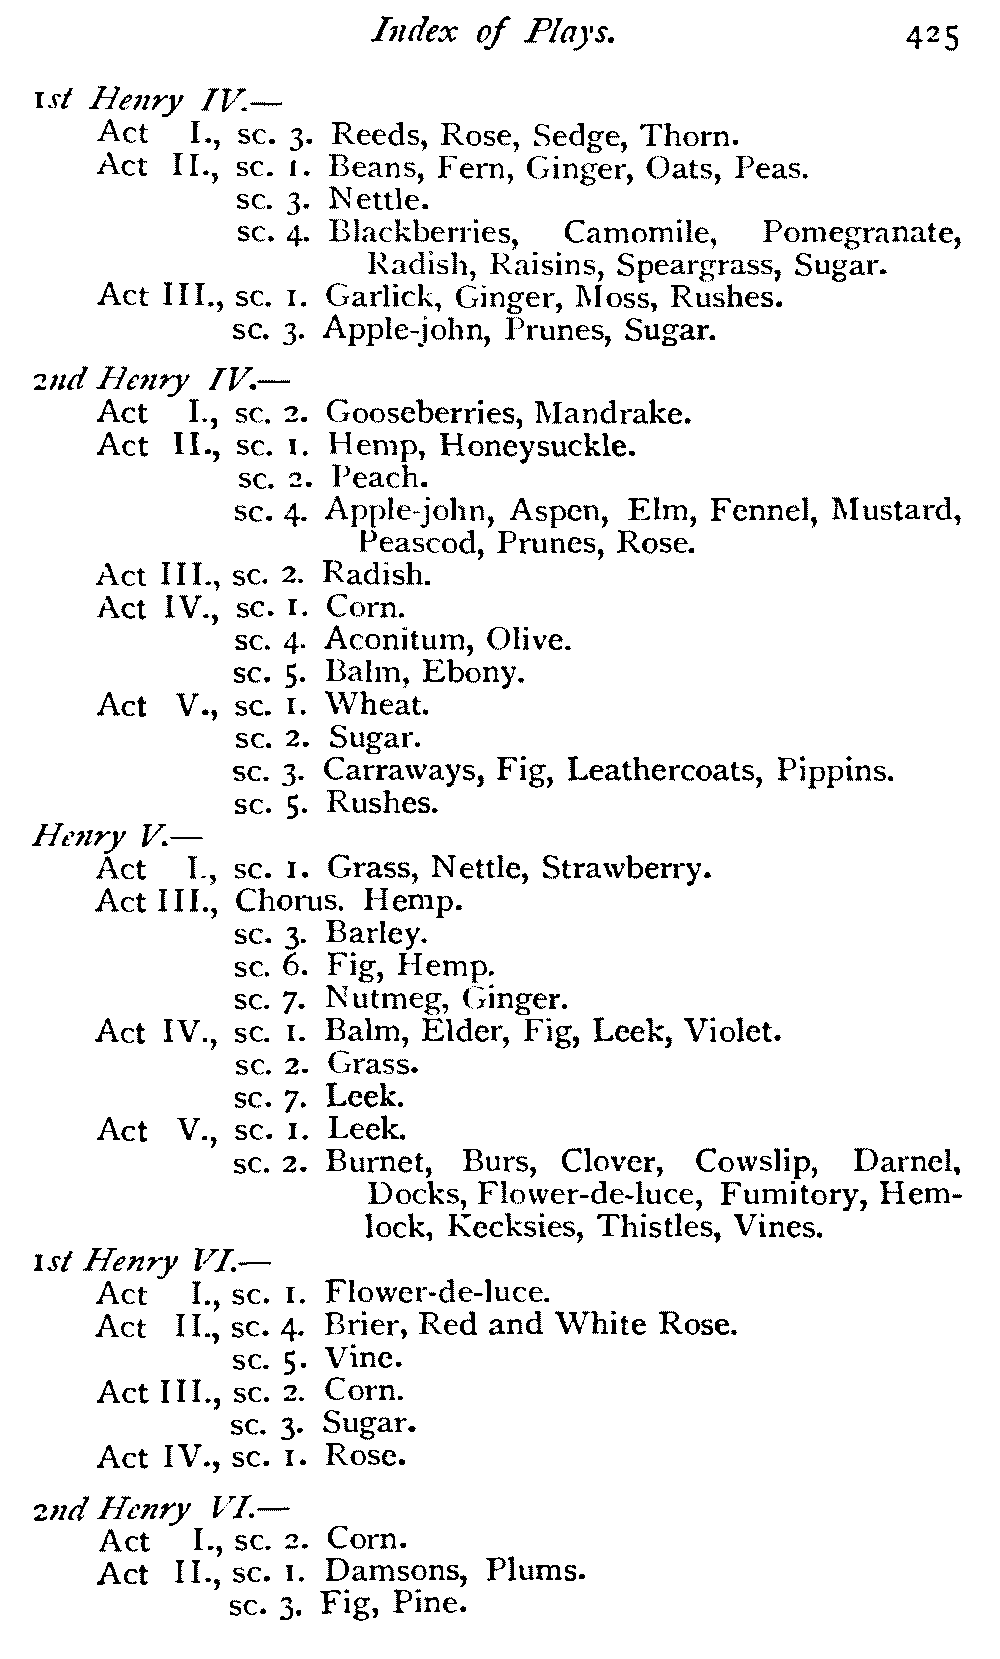 Index of Plays. 425
1st Henry IV.—
Act I., sc. 3. Reeds, Rose, Sedge, Thorn.
Act II., sc. 1. Beans, Fern, Ginger, Oats, Peas.
sc. 3. Nettle.
sc. 4. Blackberries, Camomile, Pomegranate,
Radish, Raisins, Speargrass, Sugar.
Act III., sc. 1. Garlick, Ginger, Moss, Rushes.
sc. 3. Apple-john, Prunes, Sugar.
2nd Henry IV.—
Act I., sc. 2. Gooseberries, Mandrake.
Act II., sc. 1. Hemp, Honeysuckle.
sc. 2. Peach.
sc. 4. Apple-john, Aspen, Elm, Fennel, Mustard,
Peascod, Prunes, Rose.
Act III., sc. 2. Radish.
Act IV., sc. 1. Corn.
sc. 4. Aconitum, Olive.
sc. 5. Balm, Ebony.
Act V., sc. 1. Wheat.
sc. 2. Sugar.
sc. 3. Carraways, Fig, Leathercoats, Pippins.
sc. 5. Rushes.
Henry V.—
Act I., sc. 1. Grass, Nettle, Strawberry.
Act III., Chorus. Hemp.
sc. 3. Barley.
sc. 6. Fig, Hemp.
sc. 7. Nutmeg, Ginger.
Act IV., sc. 1. Balm, Elder, Fig, Leek, Violet.
sc. 2. Grass.
sc. 7. Leek.
Act V., sc. 1. Leek.
sc. 2. Burnet, Burs, Clover, Cowslip, Darnel,
Docks, Flower-de-luce, Fumitory, Hem-
lock, Kecksies, Thistles, Vines.
1st Henry VI.—
Act I., sc. 1. Flower-de-luce.
Act II., sc. 4. Brier, Red and White Rose.
sc. 5. Vine.
Act III., sc. 2. Corn.
sc. 3. Sugar.
Act IV., sc. 1. Rose.
2nd Henry VI.—
Act I., sc. 2. Corn.
Act II., sc. 1. Damsons, Plums.
sc. 3. Fig, Pine.